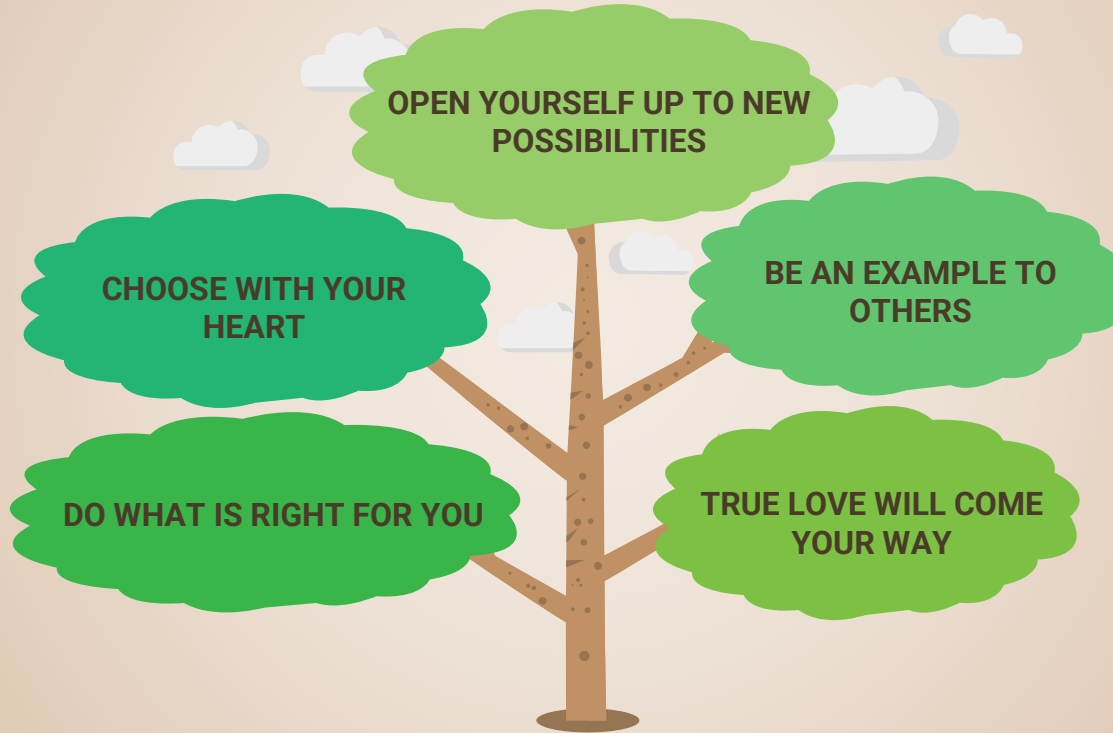 OPEN YOURSELF UP TO NEW
POSSIBILITIES
CHOOSE WITH YOUR
HEART
BE AN EXAMPLE TO
OTHERS
DO WHAT IS RIGHT FOR YOU
TRUE LOVE WILL COME
YOUR WAY